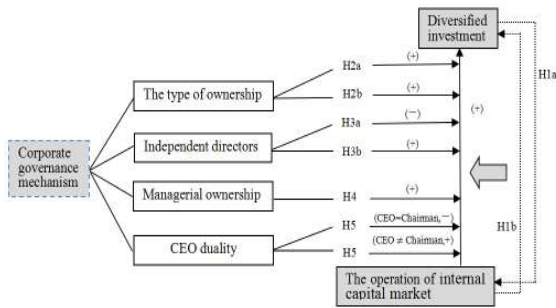 Diversified
investment
H1a
H2a (+)
The type of ownership
H2b (+)
(+)
H3a (−)
Independent directors
H3b (+)
Corporate
governance
mechanism
Managerial ownership
H4 (+)
H5 (CEO=Chairman,−)
H1b
CEO duality
H5 (CEO ≠ Chairman,+)
The operation of internal
capital market